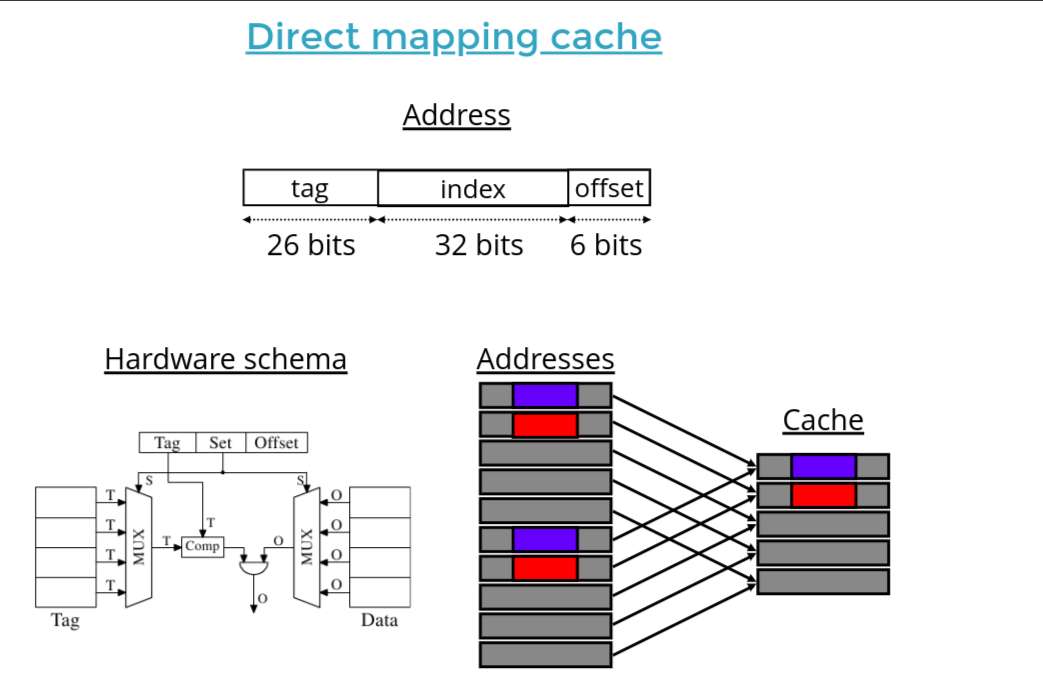 Direct mapping cache
Address
tag index offset
26 bits 32 bits 6 bits
Hardware schema
Addresses
Cache
Tag Set Offset
S S
T O
T
T O
MUX T Comp O MUX
T O
T O
O
Tag Data